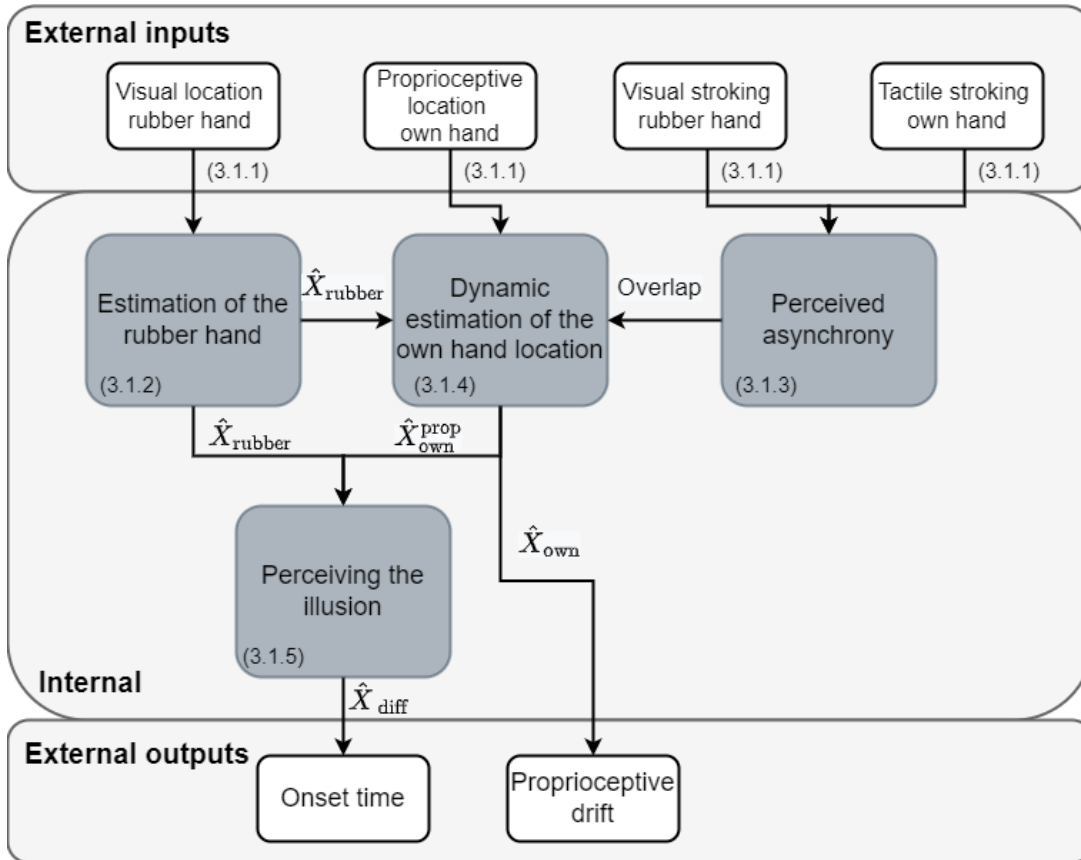 External inputs
Visual location
rubber hand
Proprioceptive
location
own hand
Visual stroking
rubber hand
Tactile stroking
own hand
(3.1.1)
(3.1.1)
(3.1.1)
(3.1.1)
Estimation of the
rubber hand
(3.1.2)
X̂rubber
Dynamic
estimation of the
own hand location
(3.1.4)
Overlap
Perceived
asynchrony
(3.1.3)
X̂rubber
X̂own^prop
X̂own
Perceiving the
illusion
(3.1.5)
Internal
X̂diff
External outputs
Onset time
Proprioceptive
drift